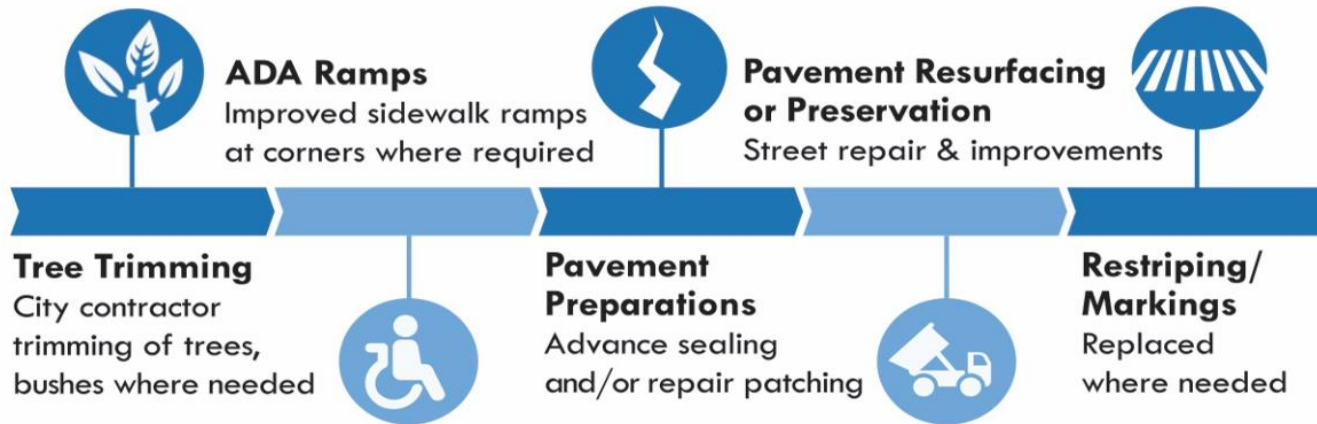 Tree Trimming
City contractor
trimming of trees,
bushes where needed
ADA Ramps
Improved sidewalk ramps
at corners where required
Pavement
Preparations
Advance sealing
and/or repair patching
Pavement Resurfacing
or Preservation
Street repair & improvements
Restriping/
Markings
Replaced
where needed